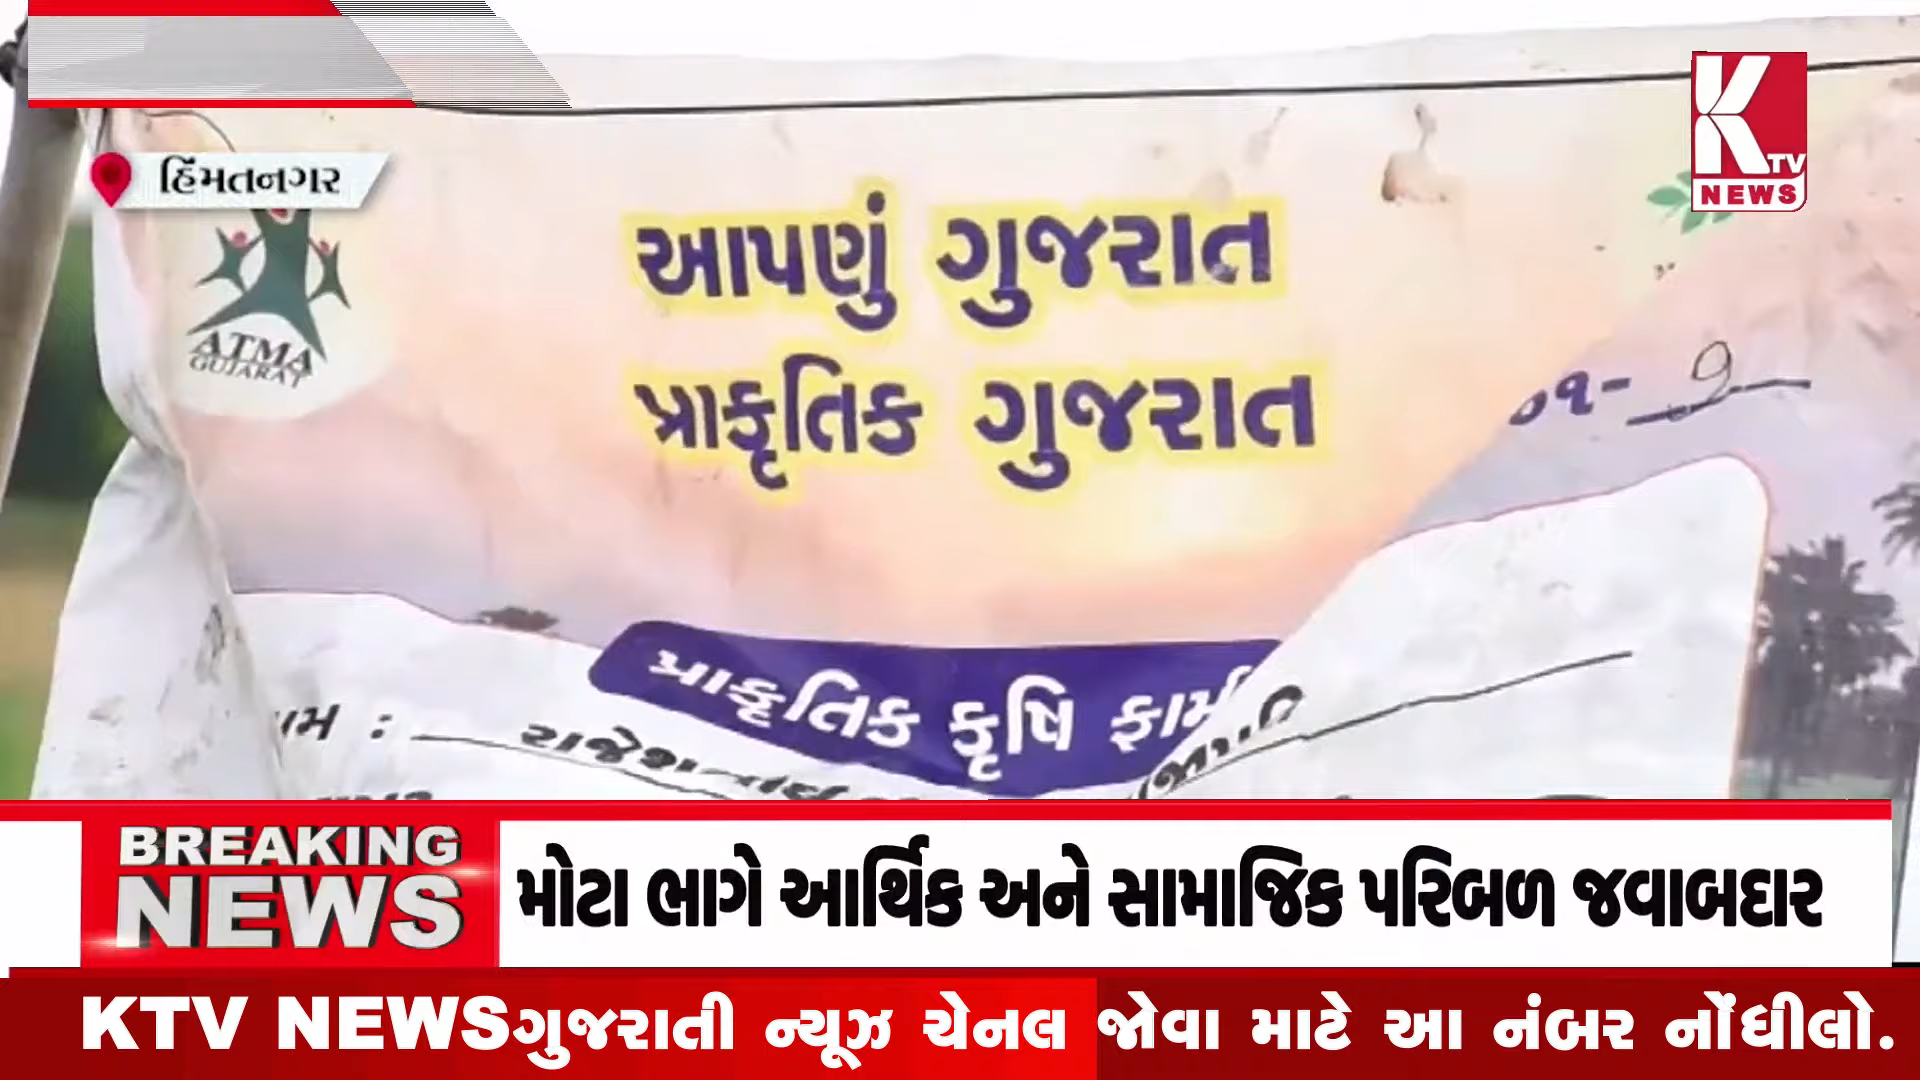 હિંમતનગર
K TV NEWS
ATMA
GUJARAT
આપણું ગુજરાત
પ્રાકૃતિક ગુજરાત
પ્રાકૃતિક કૃષિ
BREAKING
NEWS
મોટા ભાગે આર્થિક અને સામાજિક પરિબળ જવાબદાર
KTV NEWSગુજરાતી ન્યૂઝ ચેનલ જોવા માટે આ નંબર નોંધીલો.